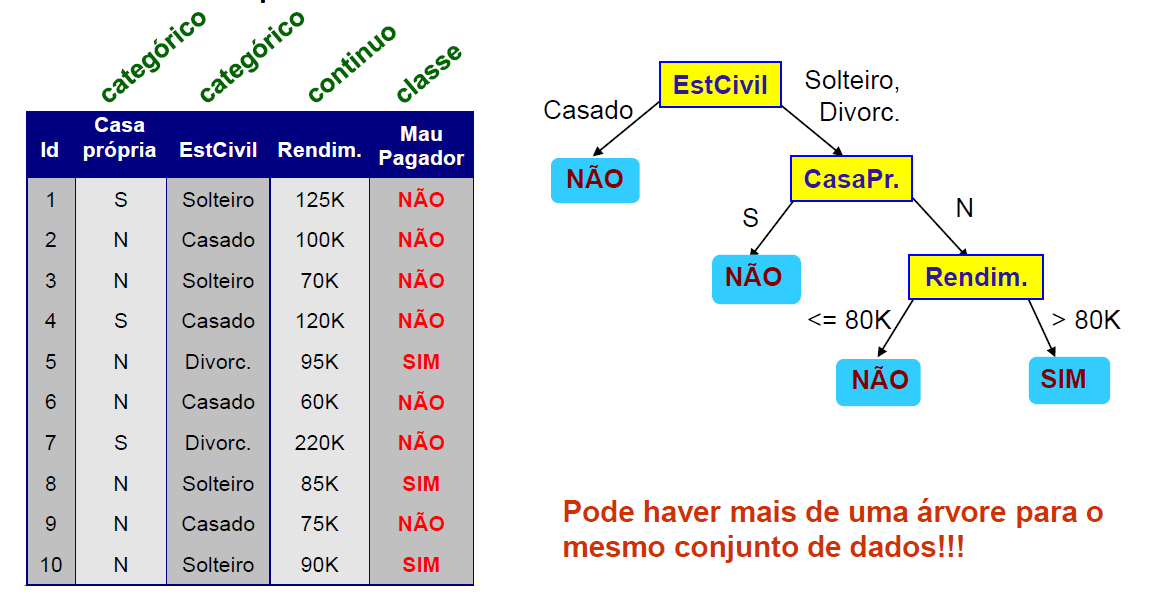 categórico
categórico
continuo
classe
Id Casa própria EstCivil Rendim. Mau Pagador
1 S Solteiro 125K NÃO
2 N Casado 100K NÃO
3 N Solteiro 70K NÃO
4 S Casado 120K NÃO
5 N Divorc. 95K SIM
6 N Casado 60K NÃO
7 S Divorc. 220K NÃO
8 N Solteiro 85K SIM
9 N Casado 75K NÃO
10 N Solteiro 90K SIM
EstCivil
Casado
Solteiro,
Divorc.
NÃO
CasaPr.
S
N
NÃO
Rendim.
<= 80K
> 80K
NÃO
SIM
Pode haver mais de uma árvore para o
mesmo conjunto de dados!!!